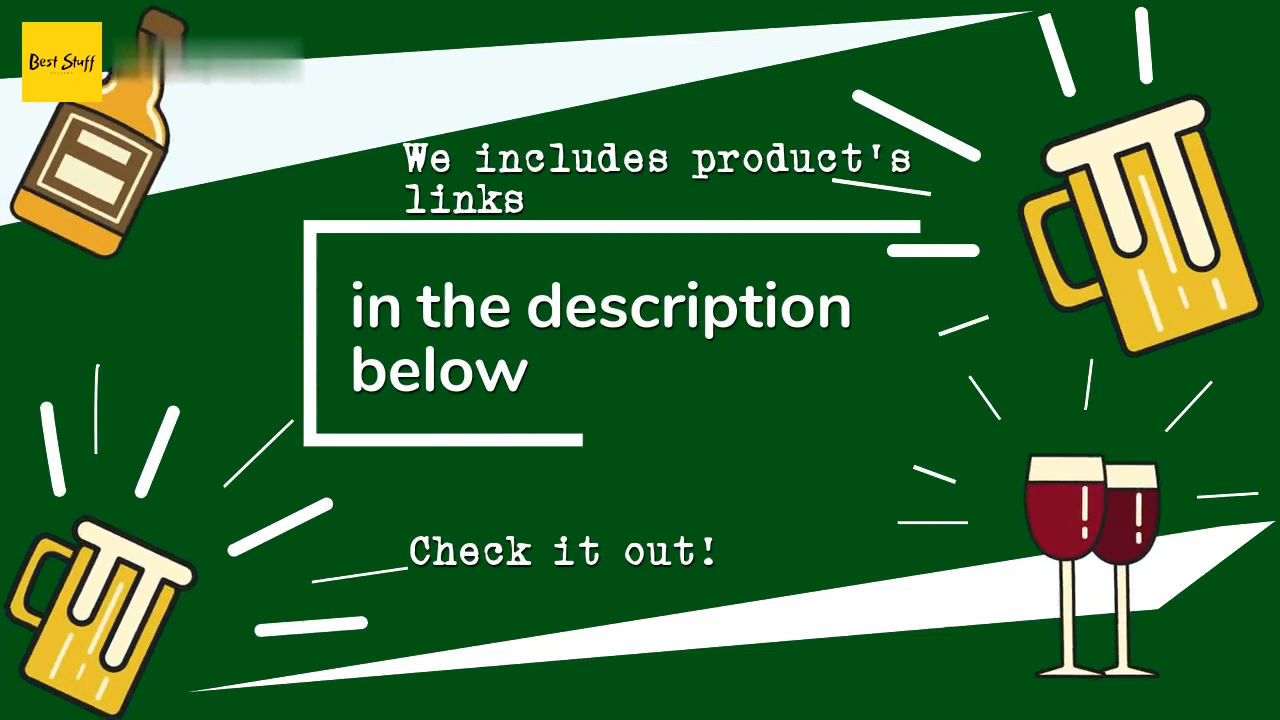 Best Stuff
We includes product's
links
in the description
below
Check it out!